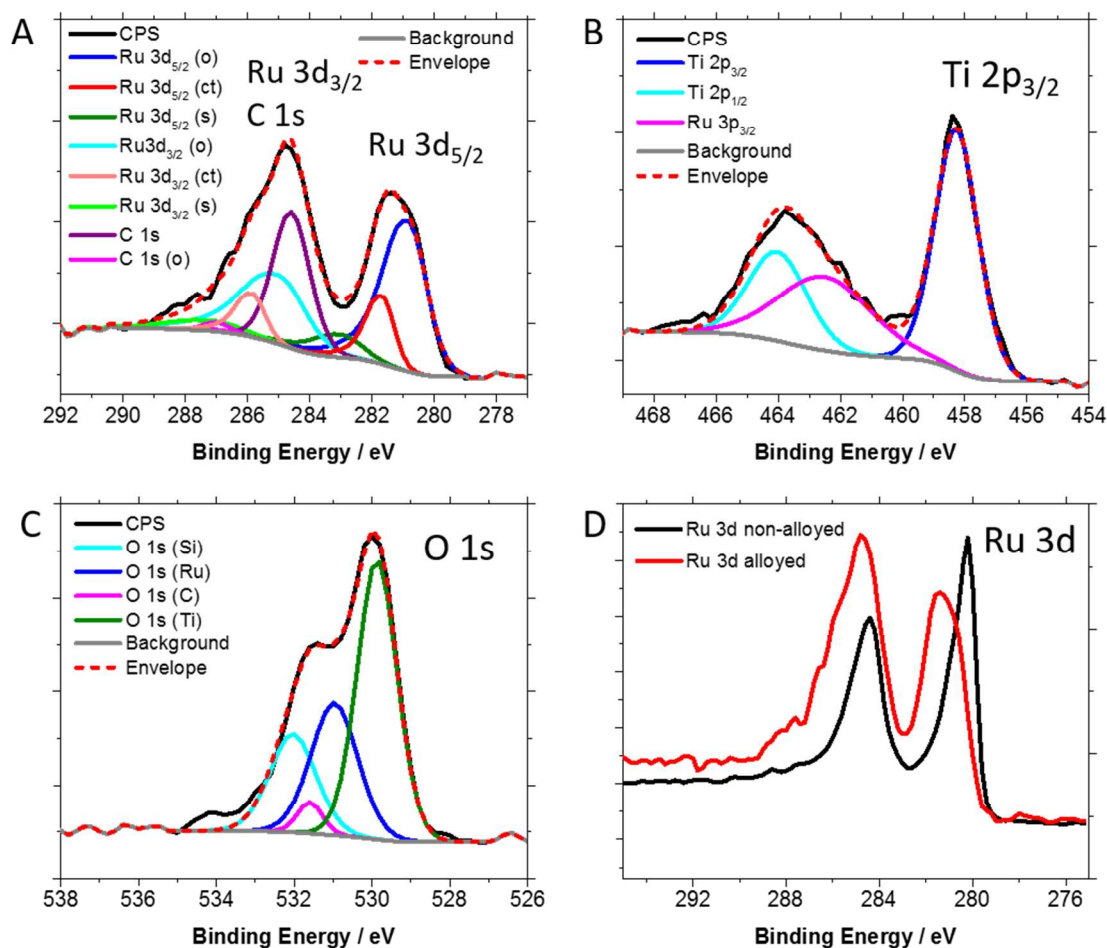 A
CPS
Ru 3d5/2 (o)
Ru 3d5/2 (ct)
Ru 3d5/2 (s)
Ru3d3/2 (o)
Ru 3d3/2 (ct)
Ru 3d3/2 (s)
C 1s
C 1s (o)
Background
Envelope
Ru 3d3/2
C 1s
Ru 3d5/2
292 290 288 286 284 282 280 278
Binding Energy / eV
B
CPS
Ti 2p3/2
Ti 2p1/2
Ru 3p3/2
Background
Envelope
Ti 2p3/2
468 466 464 462 460 458 456 454
Binding Energy / eV
C
CPS
O 1s (Si)
O 1s (Ru)
O 1s (C)
O 1s (Ti)
Background
Envelope
O 1s
538 536 534 532 530 528 526
Binding Energy / eV
D
Ru 3d non-alloyed
Ru 3d alloyed
Ru 3d
292 288 284 280 276
Binding Energy / eV